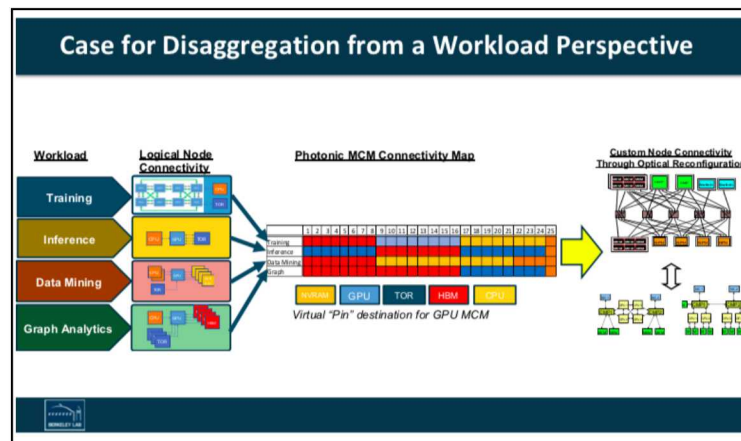 Case for Disaggregation from a Workload Perspective
Workload
Logical Node
Connectivity
Photonic MCM Connectivity Map
Custom Node Connectivity
Through Optical Reconfiguration
Training
Inference
Data Mining
Graph Analytics
1 2 3 4 5 6 7 8 9 10 11 12 13 14 15 16 17 18 19 20 21 22 23 24 25
Training
Inference
Data Mining
Graph
NVRAM GPU TOR HBM CPU
Virtual “Pin” destination for GPU MCM
BERKELEY LAB